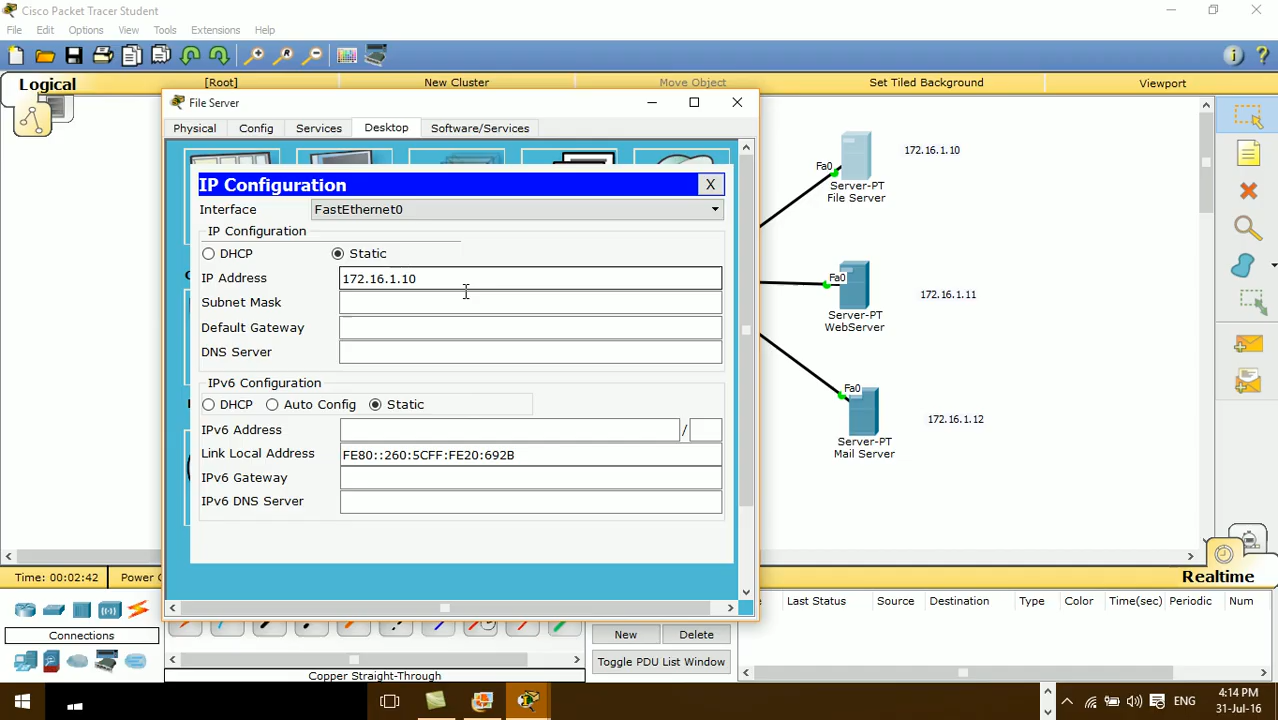 Cisco Packet Tracer Student
File Edit Options View Tools Extensions Help
Logical [Root] New Cluster Move Object Set Tiled Background Viewport
File Server
Physical Config Services Desktop Software/Services
IP Configuration X
Interface FastEthernet0
IP Configuration
DHCP Static
IP Address 172.16.1.10
Subnet Mask
Default Gateway
DNS Server
IPv6 Configuration
DHCP Auto Config Static
IPv6 Address /
Link Local Address FE80::260:5CFF:FE20:692B
IPv6 Gateway
IPv6 DNS Server
Fa0 172.16.1.10
Server-PT
File Server
Fa0 172.16.1.11
Server-PT
WebServer
Fa0 172.16.1.12
Server-PT
Mail Server
Time: 00:02:42 Power C Realtime
Last Status Source Destination Type Color Time(sec) Periodic Num
Connections New Delete
Toggle PDU List Window
Copper Straight-Through
ENG 4:14 PM
31-Jul-16